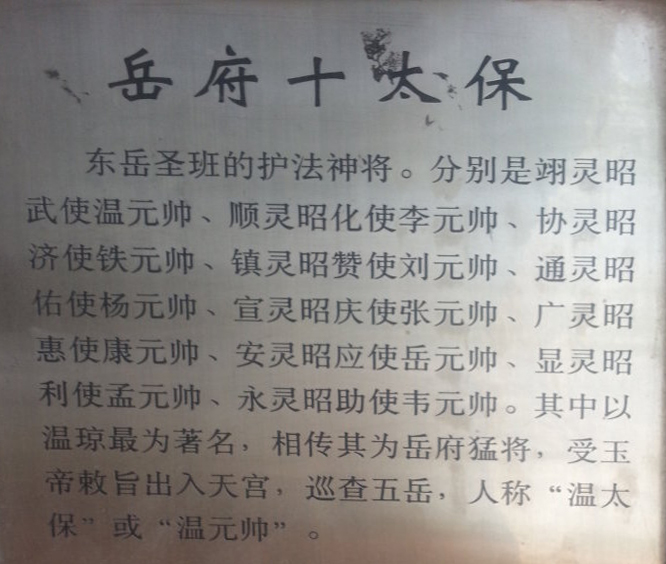 岳府十太保
东岳圣班的护法神将。分别是翊灵昭
武使温元帅、顺灵昭化使李元帅、协灵昭
济使铁元帅、镇灵昭赞使刘元帅、通灵昭
佑使杨元帅、宣灵昭庆使张元帅、广灵昭
惠使康元帅、安灵昭应使岳元帅、显灵昭
利使孟元帅、永灵昭助使韦元帅。其中以
温琼最为著名，相传其为岳府猛将，受玉
帝敕旨出入天宫，巡查五岳，人称“温太
保”或“温元帅”。